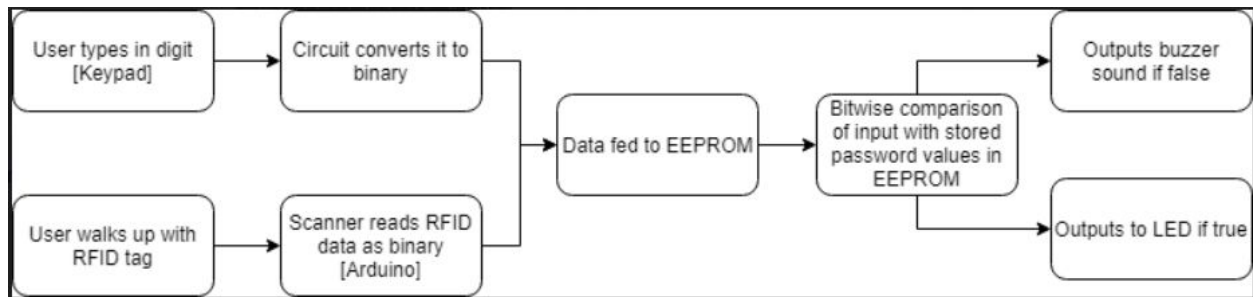 User types in digit
[Keypad]
Circuit converts it to
binary
User walks up with
RFID tag
Scanner reads RFID
data as binary
[Arduino]
Data fed to EEPROM
Bitwise comparison
of input with stored
password values in
EEPROM
Outputs buzzer
sound if false
Outputs to LED if true